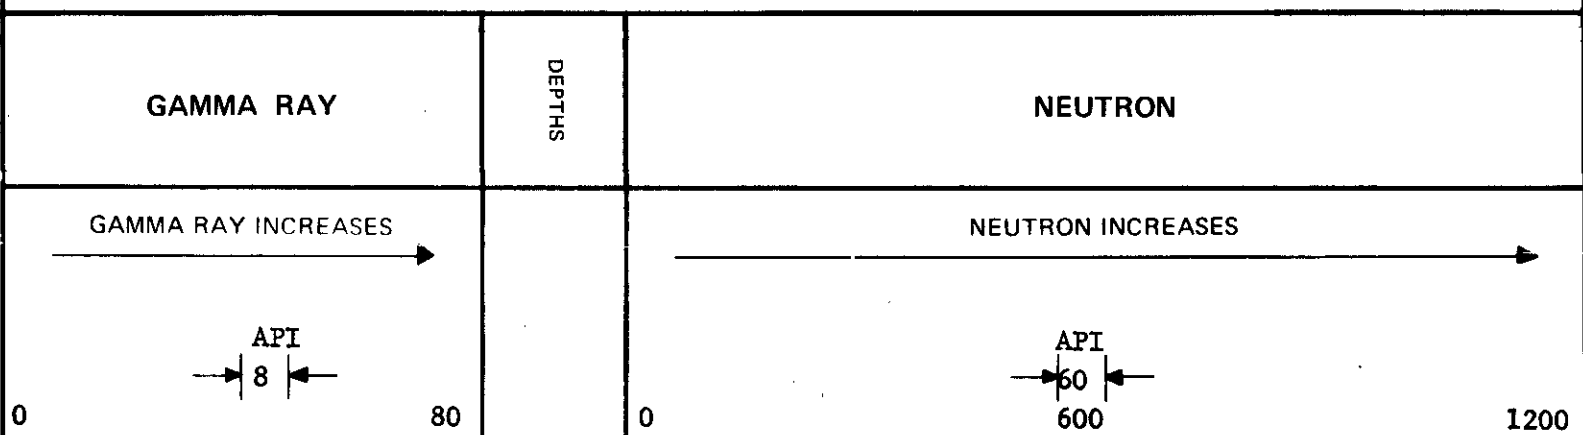 GAMMA RAY
DEPTHS
NEUTRON
GAMMA RAY INCREASES
NEUTRON INCREASES
API
8
API
60
0
80
0
600
1200